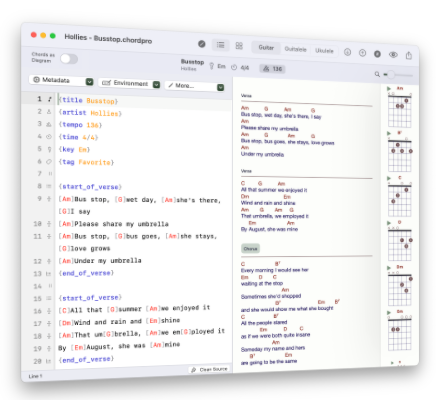 Hollies - Busstop.chordpro
Chords as
Diagram
Busstop
Hollies
Em
4/4
136
Guitar
Guitalele
Ukulele
Metadata
Environment
More...
1 {title Busstop}
2 {artist Hollies}
3 {tempo 136}
4 {time 4/4}
5 {key Em}
6 {tag Favorite}
7
8 {start_of_verse}
9 [Am]Bus stop, [G]wet day, [Am]she's there,
[G]I say
10 [Am]Please share my umbrella
11 [Am]Bus stop, [G]bus goes, [Am]she stays,
[G]love grows
12 [Am]Under my umbrella
13 {end_of_verse}
14
15 {start_of_verse}
16 [C]All that [G]summer [Am]we enjoyed it
17 [Dm]Wind and rain and [Em]shine
18 [Am]That um[G]brella, [Am]we em[G]ployed it
19 By [Em]August, she was [Am]mine
20 {end_of_verse}
Line 1
Clean Source
Verse
Am G Am G
Bus stop, wet day, she's there, I say
Am
Please share my umbrella
Am G Am G
Bus stop, bus goes, she stays, love grows
Am
Under my umbrella
Verse
C G Am
All that summer we enjoyed it
Dm Em
Wind and rain and shine
Am G Am G
That umbrella, we employed it
Em Am
By August, she was mine
Chorus
C B7
Every morning I would see her
Em D C
waiting at the stop
Am
Sometimes she'd shopped
G B7 Em B7
and she would show me what she bought
C B7
All the people stared
Em D C
as if we were both quite insane
Am G
Someday my name and hers
B7 Em
are going to be the same
Am
B7
C
D
Dm
Em